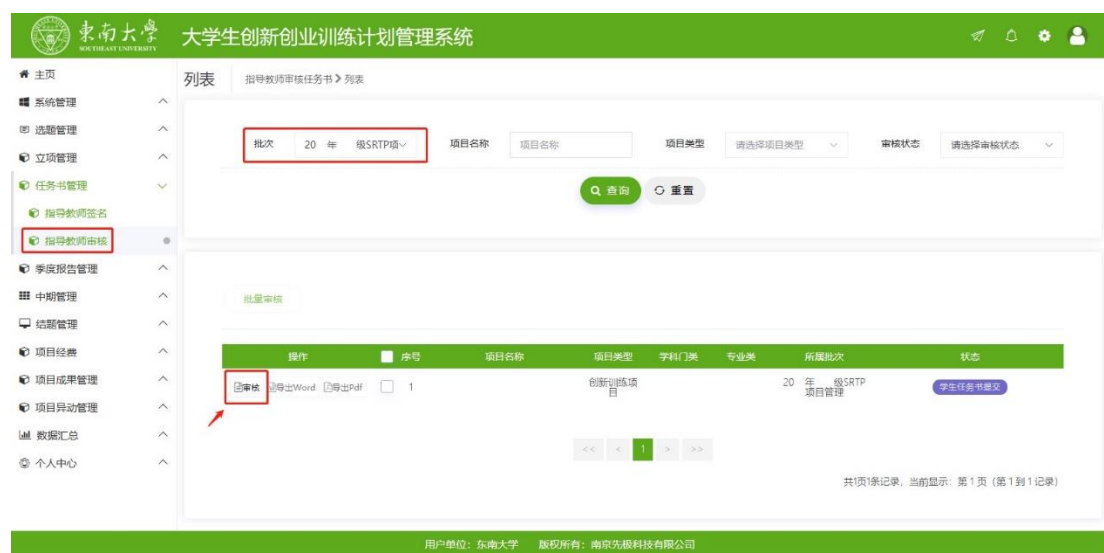 東南大學 大学生创新创业训练计划管理系统
SOUTHEAST UNIVERSITY
主页
系统管理
选题管理
立项管理
任务书管理
指导教师签名
指导教师审核
季度报告管理
中期管理
结题管理
项目经费
项目成果管理
项目异动管理
数据汇总
个人中心
列表 指导教师审核任务书 > 列表
批次 20 年 级SRTP项 项目名称 项目名称 项目类型 请选择项目类型 审核状态 请选择审核状态
查询 重置
批量审核
操作 序号 项目名称 项目类型 学科门类 专业类 所属批次 状态
审核 导出Word 导出Pdf 1 创新训练项目 20 年 级SRTP项目管理 学生任务书提交
<< < 1 > >>
共1页1条记录，当前显示：第1页（第1到1记录）
用户单位：东南大学 版权所有：南京先极科技有限公司